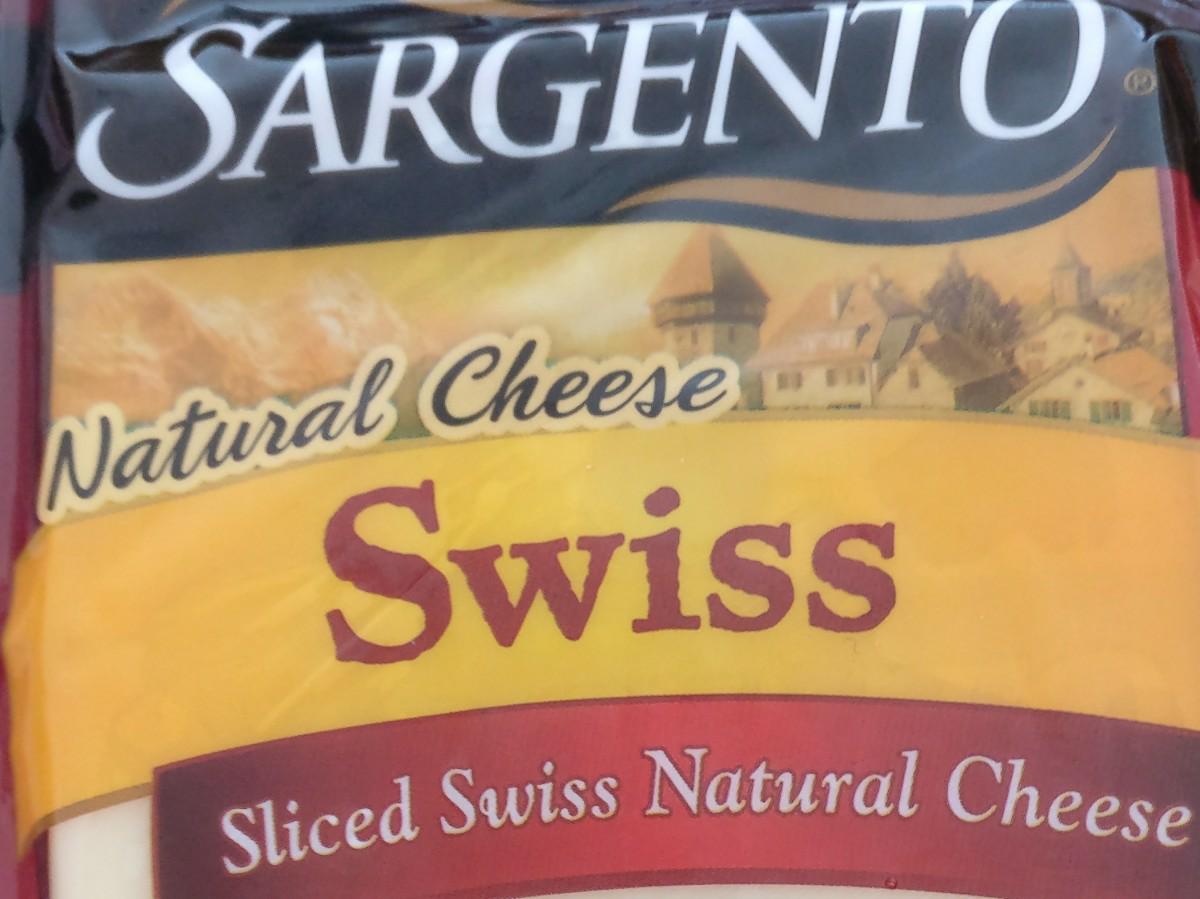 SARGENTO®
Natural Cheese
Swiss
Sliced Swiss Natural Cheese